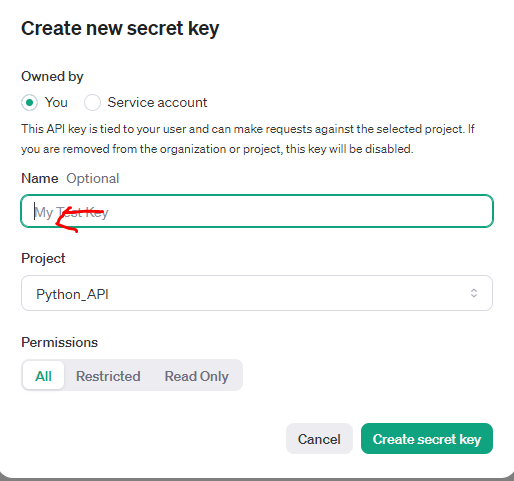 Create new secret key
Owned by
You Service account
This API key is tied to your user and can make requests against the selected project. If
you are removed from the organization or project, this key will be disabled.
Name Optional
My Test Key
Project
Python_API
Permissions
All Restricted Read Only
Cancel Create secret key